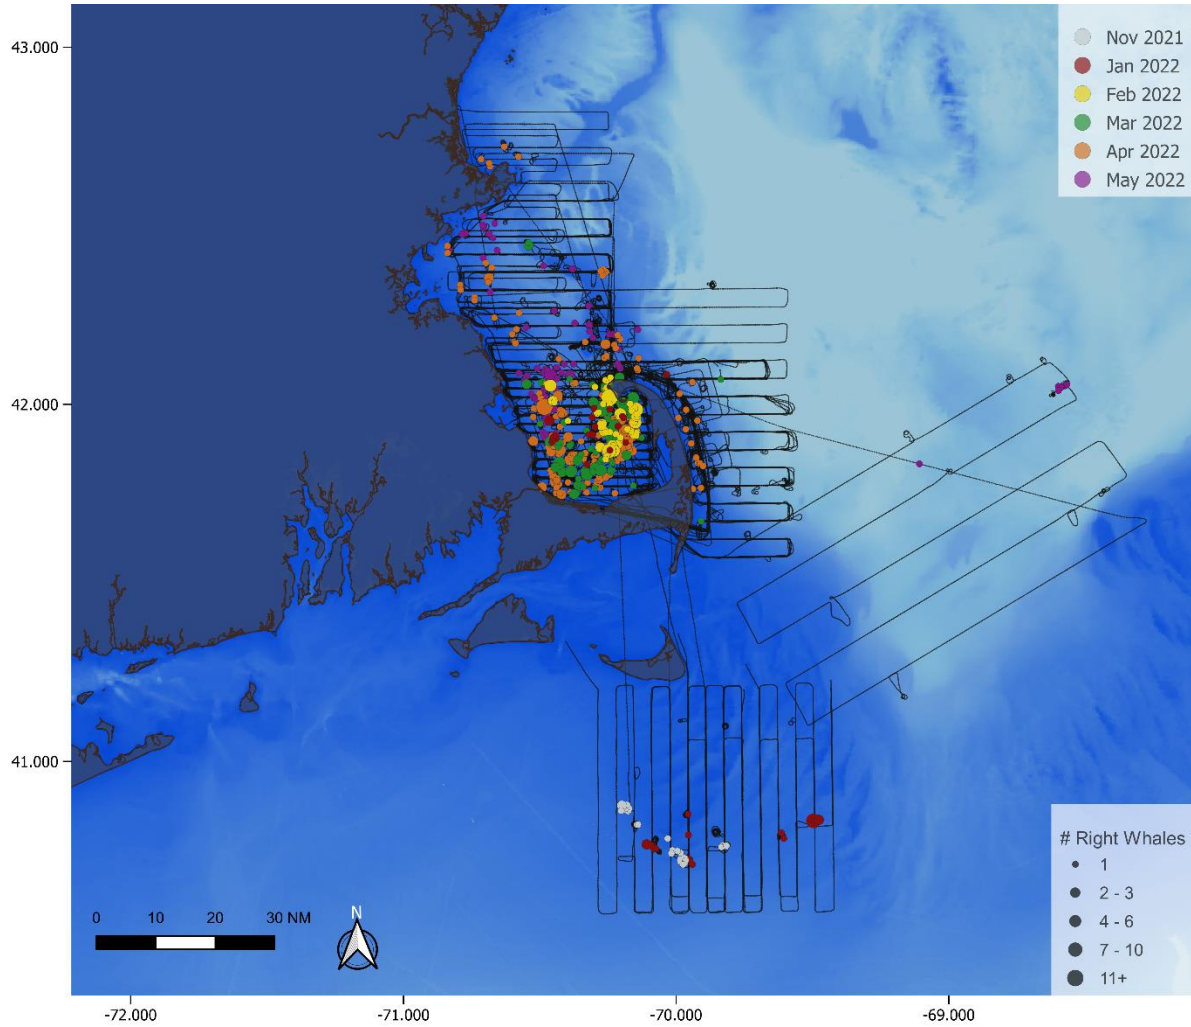 43.000
Nov 2021
Jan 2022
Feb 2022
Mar 2022
Apr 2022
May 2022
42.000
41.000
# Right Whales
1
2 - 3
4 - 6
7 - 10
11+
0 10 20 30 NM
N
-72.000 -71.000 -70.000 -69.000